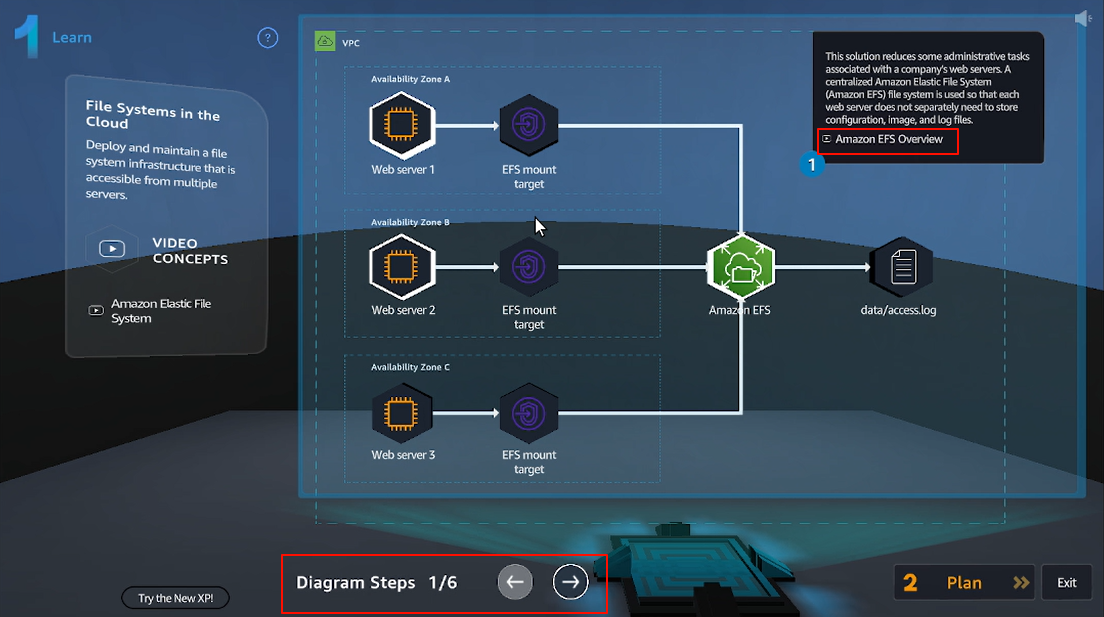 1 Learn
?
File Systems in the
Cloud
Deploy and maintain a file
system infrastructure that is
accessible from multiple
servers.
VIDEO
CONCEPTS
Amazon Elastic File
System
VPC
Availability Zone A
Web server 1
EFS mount
target
Availability Zone B
Web server 2
EFS mount
target
Availability Zone C
Web server 3
EFS mount
target
Amazon EFS
data/access.log
This solution reduces some administrative tasks
associated with a company's web servers. A
centralized Amazon Elastic File System
(Amazon EFS) file system is used so that each
web server does not separately need to store
configuration, image, and log files.
Amazon EFS Overview
1
Diagram Steps 1/6
Try the New XP!
2 Plan
Exit